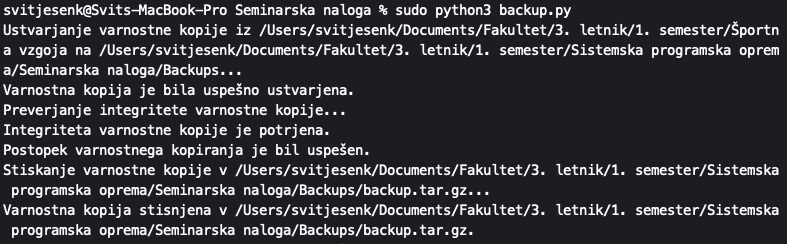 svitjesenk@Svits-MacBook-Pro Seminarska naloga % sudo python3 backup.py
Ustvarjanje varnostne kopije iz /Users/svitjesenk/Documents/Fakultet/3. letnik/1. semester/Športn
a vzgoja na /Users/svitjesenk/Documents/Fakultet/3. letnik/1. semester/Sistemska programska oprem
a/Seminarska naloga/Backups...
Varnostna kopija je bila uspešno ustvarjena.
Preverjanje integritete varnostne kopije...
Integriteta varnostne kopije je potrjena.
Postopek varnostnega kopiranja je bil uspešen.
Stiskanje varnostne kopije v /Users/svitjesenk/Documents/Fakultet/3. letnik/1. semester/Sistemska
 programska oprema/Seminarska naloga/Backups/backup.tar.gz...
Varnostna kopija stisnjena v /Users/svitjesenk/Documents/Fakultet/3. letnik/1. semester/Sistemska
 programska oprema/Seminarska naloga/Backups/backup.tar.gz.